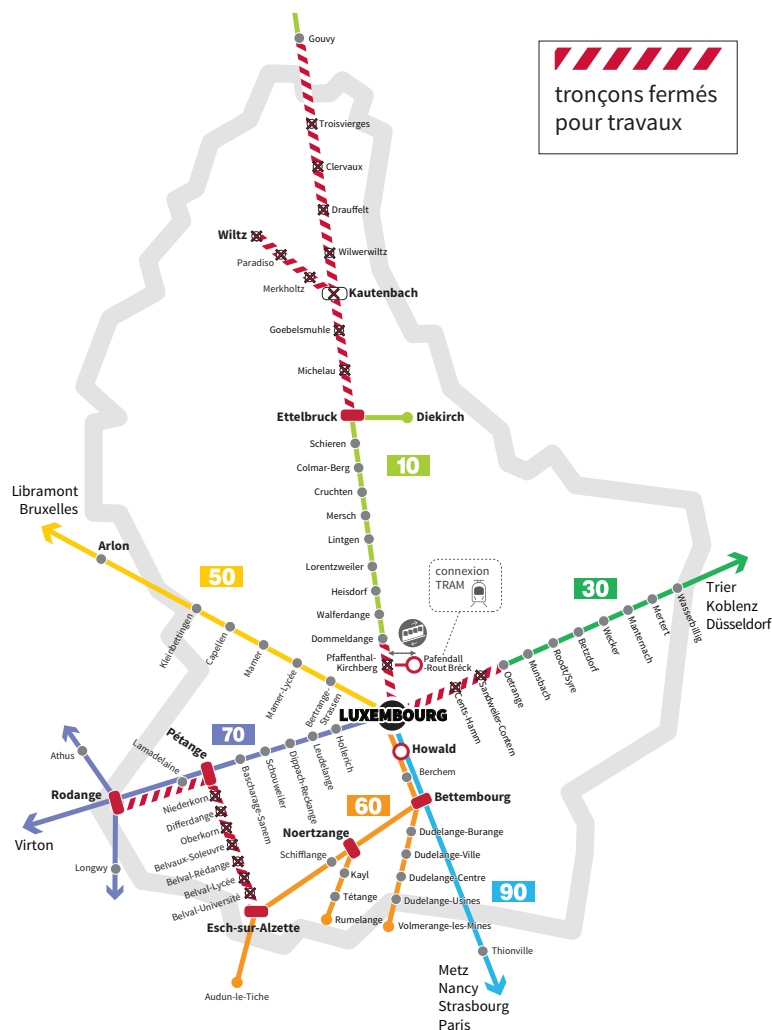 Gouvy
tronçons fermés
pour travaux
Troisvierges
Clervaux
Drauffelt
Wiltz
Wilwerwiltz
Paradiso
Merkholtz
Kautenbach
Goebelsmuhle
Michelau
Ettelbruck
Diekirch
Schieren
10
Colmar-Berg
Cruchten
Mersch
Lintgen
Lorentzweiler
Heisdorf
Walferdange
Dommeldange
Libramont
Bruxelles
Arlon
50
Kleinbettingen
Capellen
Mamer
Mamer-Lycée
Bertrange-
Strassen
connexion
TRAM
Pfaffenthal-
Kirchberg
Pafendall
-Rout Bréck
30
Trier
Koblenz
Düsseldorf
Wasserbillig
Mertert
Manternach
Wecker
Betzdorf
Roodt/Syre
Munsbach
Oetrange
Sandweiler-Contern
Cents-Hamm
LUXEMBOURG
70
Pétange
Athus
Lamadelaine
Rodange
Virton
Longwy
Hollerich
Leudelange
Dippach-Reckange
Schouweiler
Bascharage-Sanem
Niederkorn
Differdange
Oberkorn
Belvaux-Soleuvre
Belval-Rédange
Belval-Lycée
Belval-Université
Esch-sur-Alzette
Audun-le-Tiche
Howald
Berchem
Bettembourg
60
Noertzange
Schifflange
Kayl
Tétange
Rumelange
Dudelange-Burange
Dudelange-Ville
Dudelange-Centre
Dudelange-Usines
Volmerange-les-Mines
90
Thionville
Metz
Nancy
Strasbourg
Paris